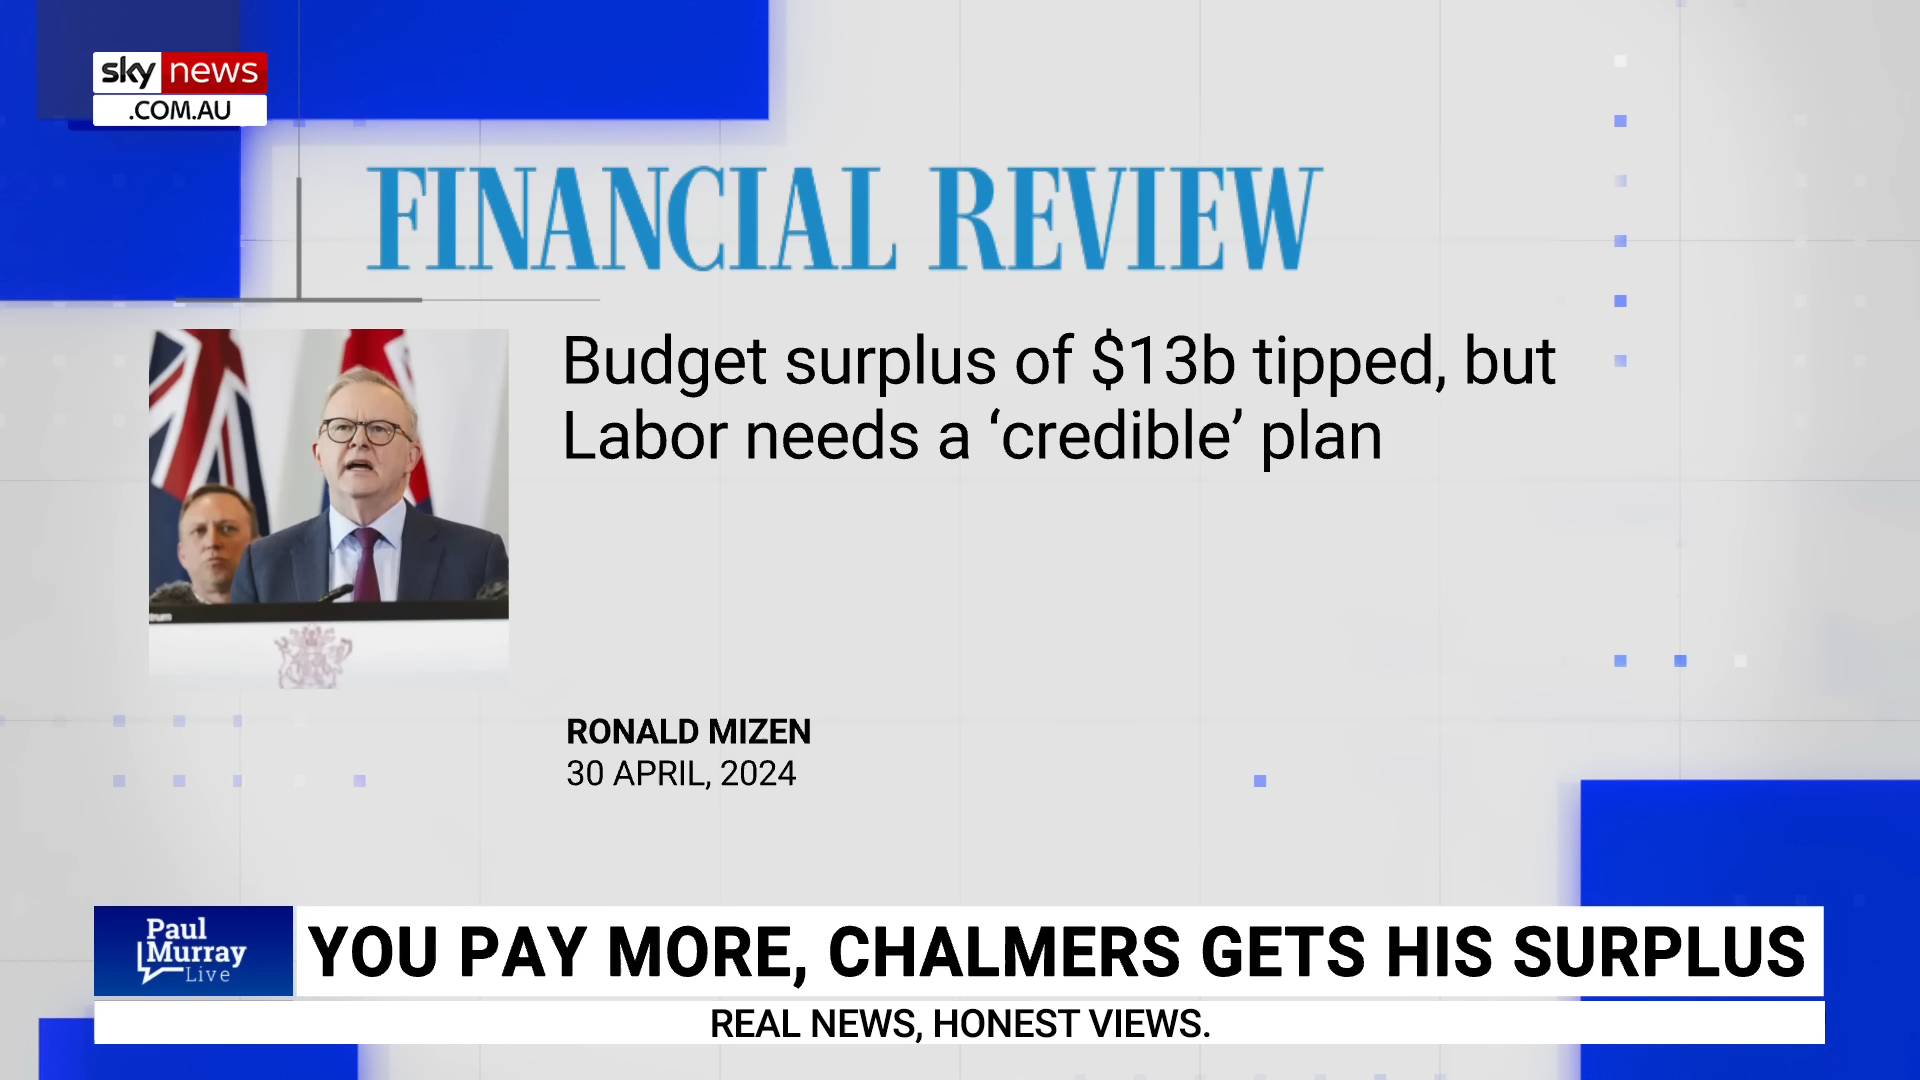 sky news
.COM.AU
FINANCIAL REVIEW
Budget surplus of $13b tipped, but
Labor needs a ‘credible’ plan
RONALD MIZEN
30 APRIL, 2024
Paul
Murray
Live
YOU PAY MORE, CHALMERS GETS HIS SURPLUS
REAL NEWS, HONEST VIEWS.